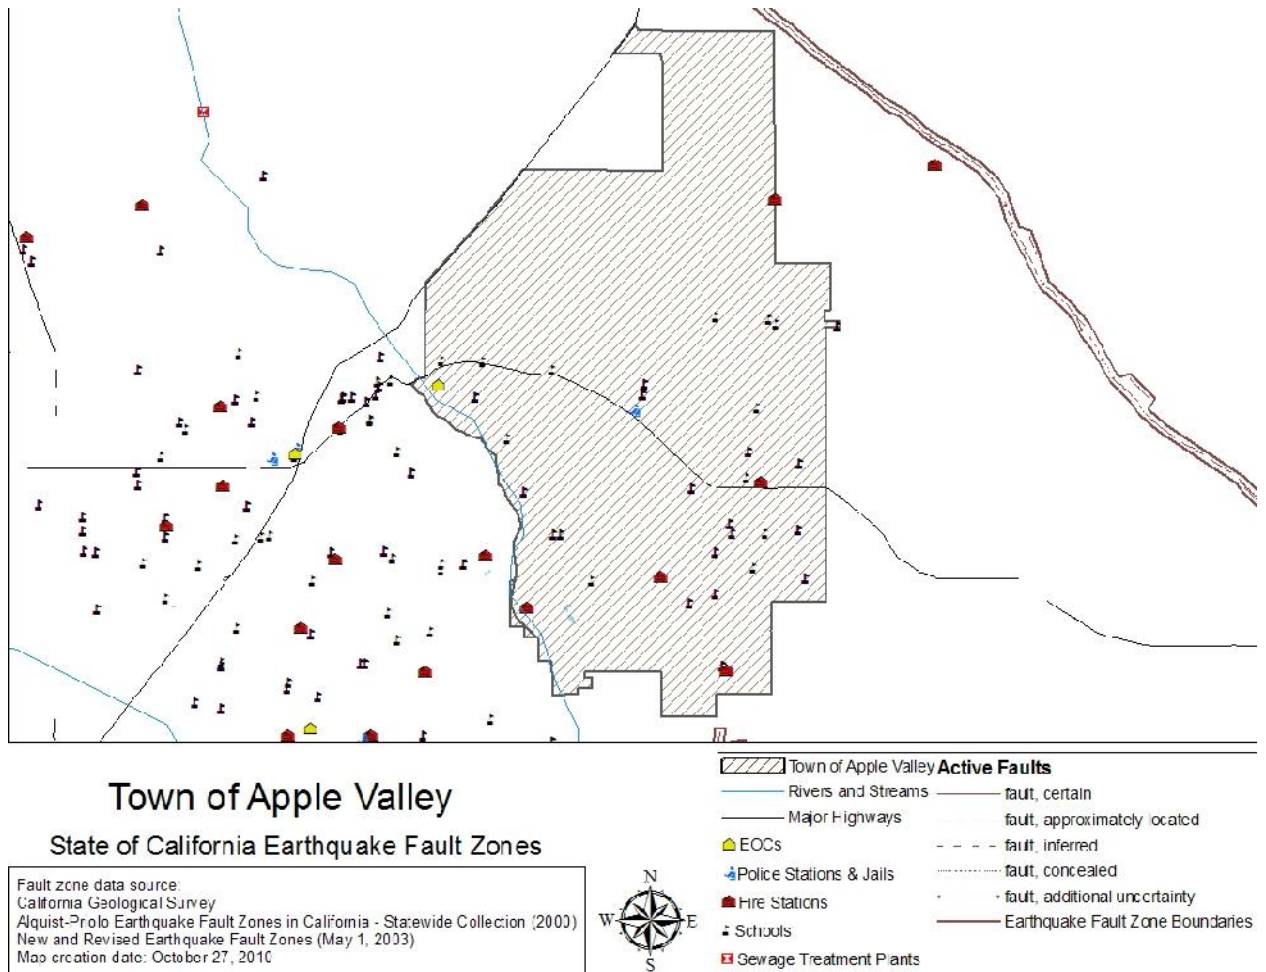 Town of Apple Valley
State of California Earthquake Fault Zones
Fault zone data source:
California Geological Survey
Alquist-Priolo Earthquake Fault Zones in California - Statewide Collection (2000)
New and Revised Earthquake Fault Zones (May 1, 2003)
Map creation date: October 27, 2010
N
W E
S
Town of Apple Valley
Rivers and Streams
Major Highways
EOCs
Police Stations & Jails
Fire Stations
Schools
Sewage Treatment Plants
Active Faults
fault, certain
fault, approximately located
fault, inferred
fault, concealed
fault, additional uncertainty
Earthquake Fault Zone Boundaries